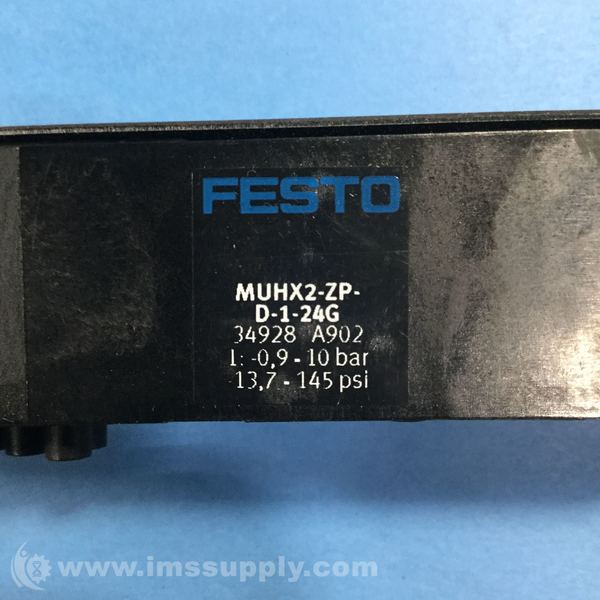 FESTO
MUHX2-ZP-
D-1-24G
34928 A902
1: -0,9 - 10 bar
-13,7 - 145 psi
www.imssupply.com